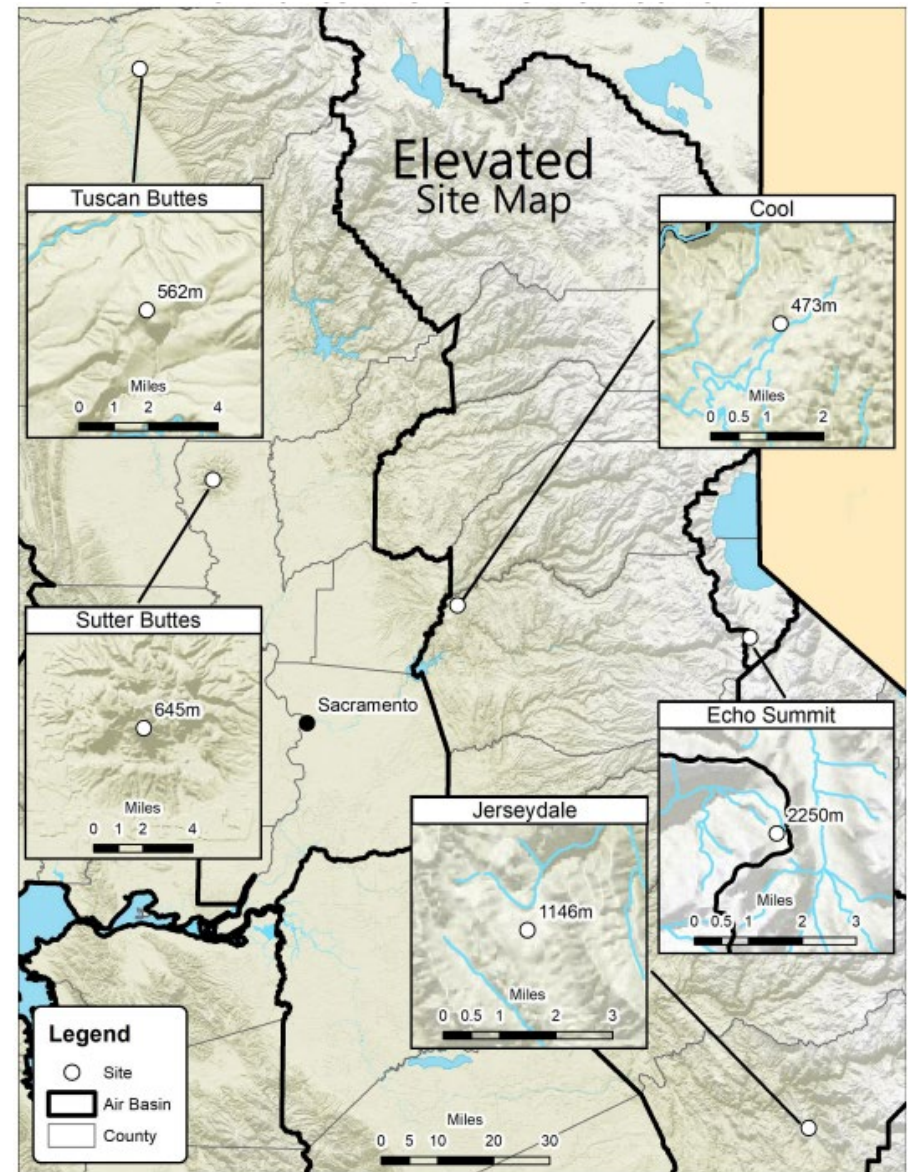 Elevated
Site Map
Tuscan Buttes
562m
Miles
0 1 2 4
Cool
473m
Miles
0 0.5 1 2
Sutter Buttes
645m
Miles
0 1 2 4
Sacramento
Echo Summit
2250m
Miles
0 0.5 1 2 3
Jerseydale
1146m
Miles
0 0.5 1 2 3
Legend
Site
Air Basin
County
Miles
0 5 10 20 30